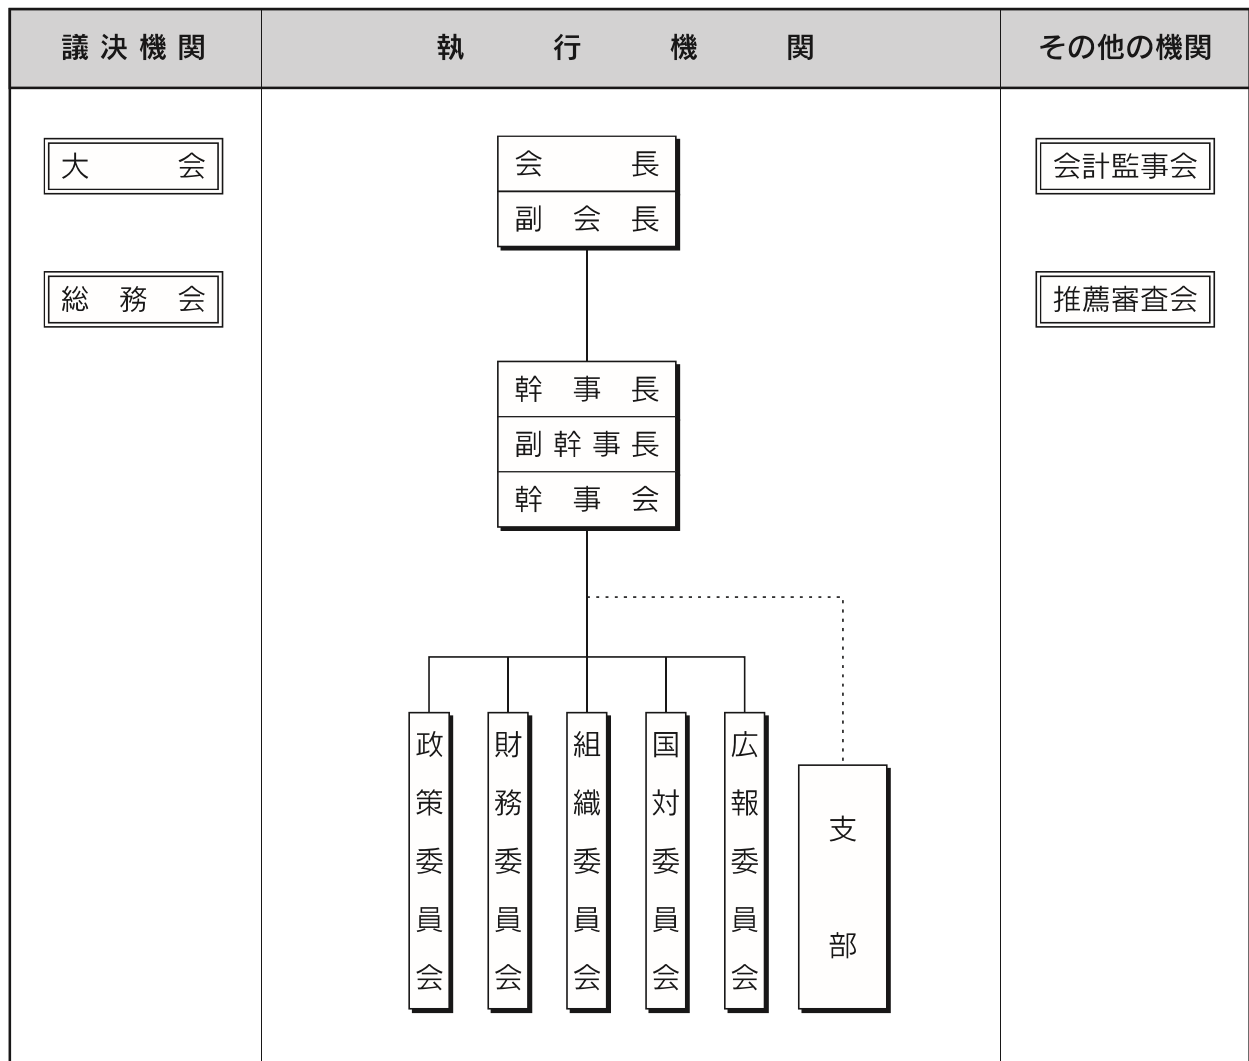 議決機関
執行機関
その他の機関
大会
総務会
会長
副会長
幹事長
副幹事長
幹事会
政策委員会
財務委員会
組織委員会
国対委員会
広報委員会
支部
会計監事会
推薦審査会